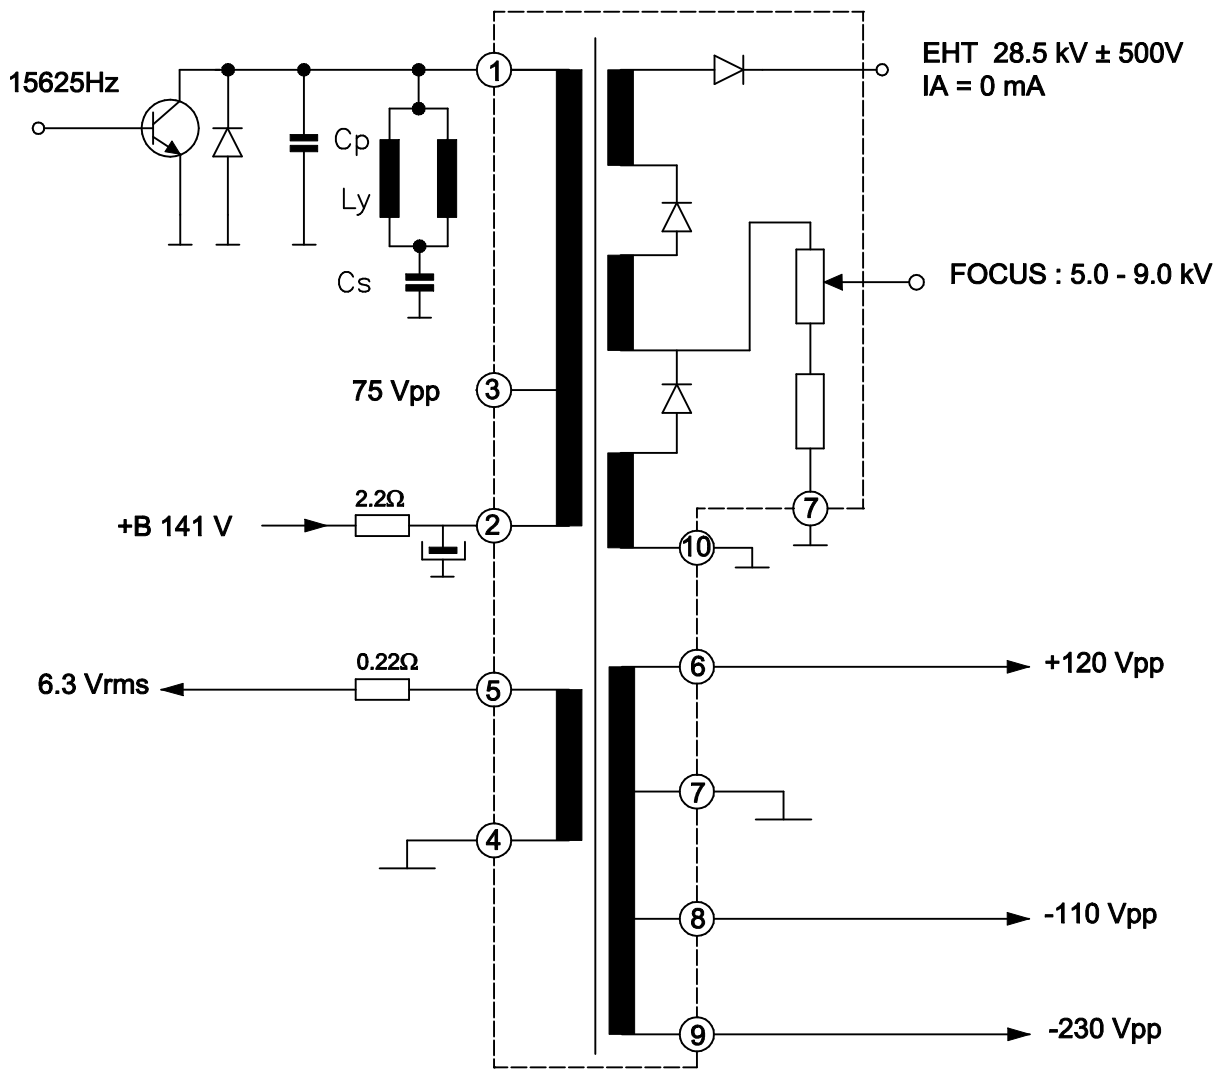 EHT 28.5 kV ± 500V
IA = 0 mA
15625Hz
1
Cp
Ly
Cs
FOCUS : 5.0 - 9.0 kV
75 Vpp
3
2.2Ω
+B 141 V
2
7
10
0.22Ω
6.3 Vrms
5
6
+120 Vpp
7
4
8
-110 Vpp
9
-230 Vpp